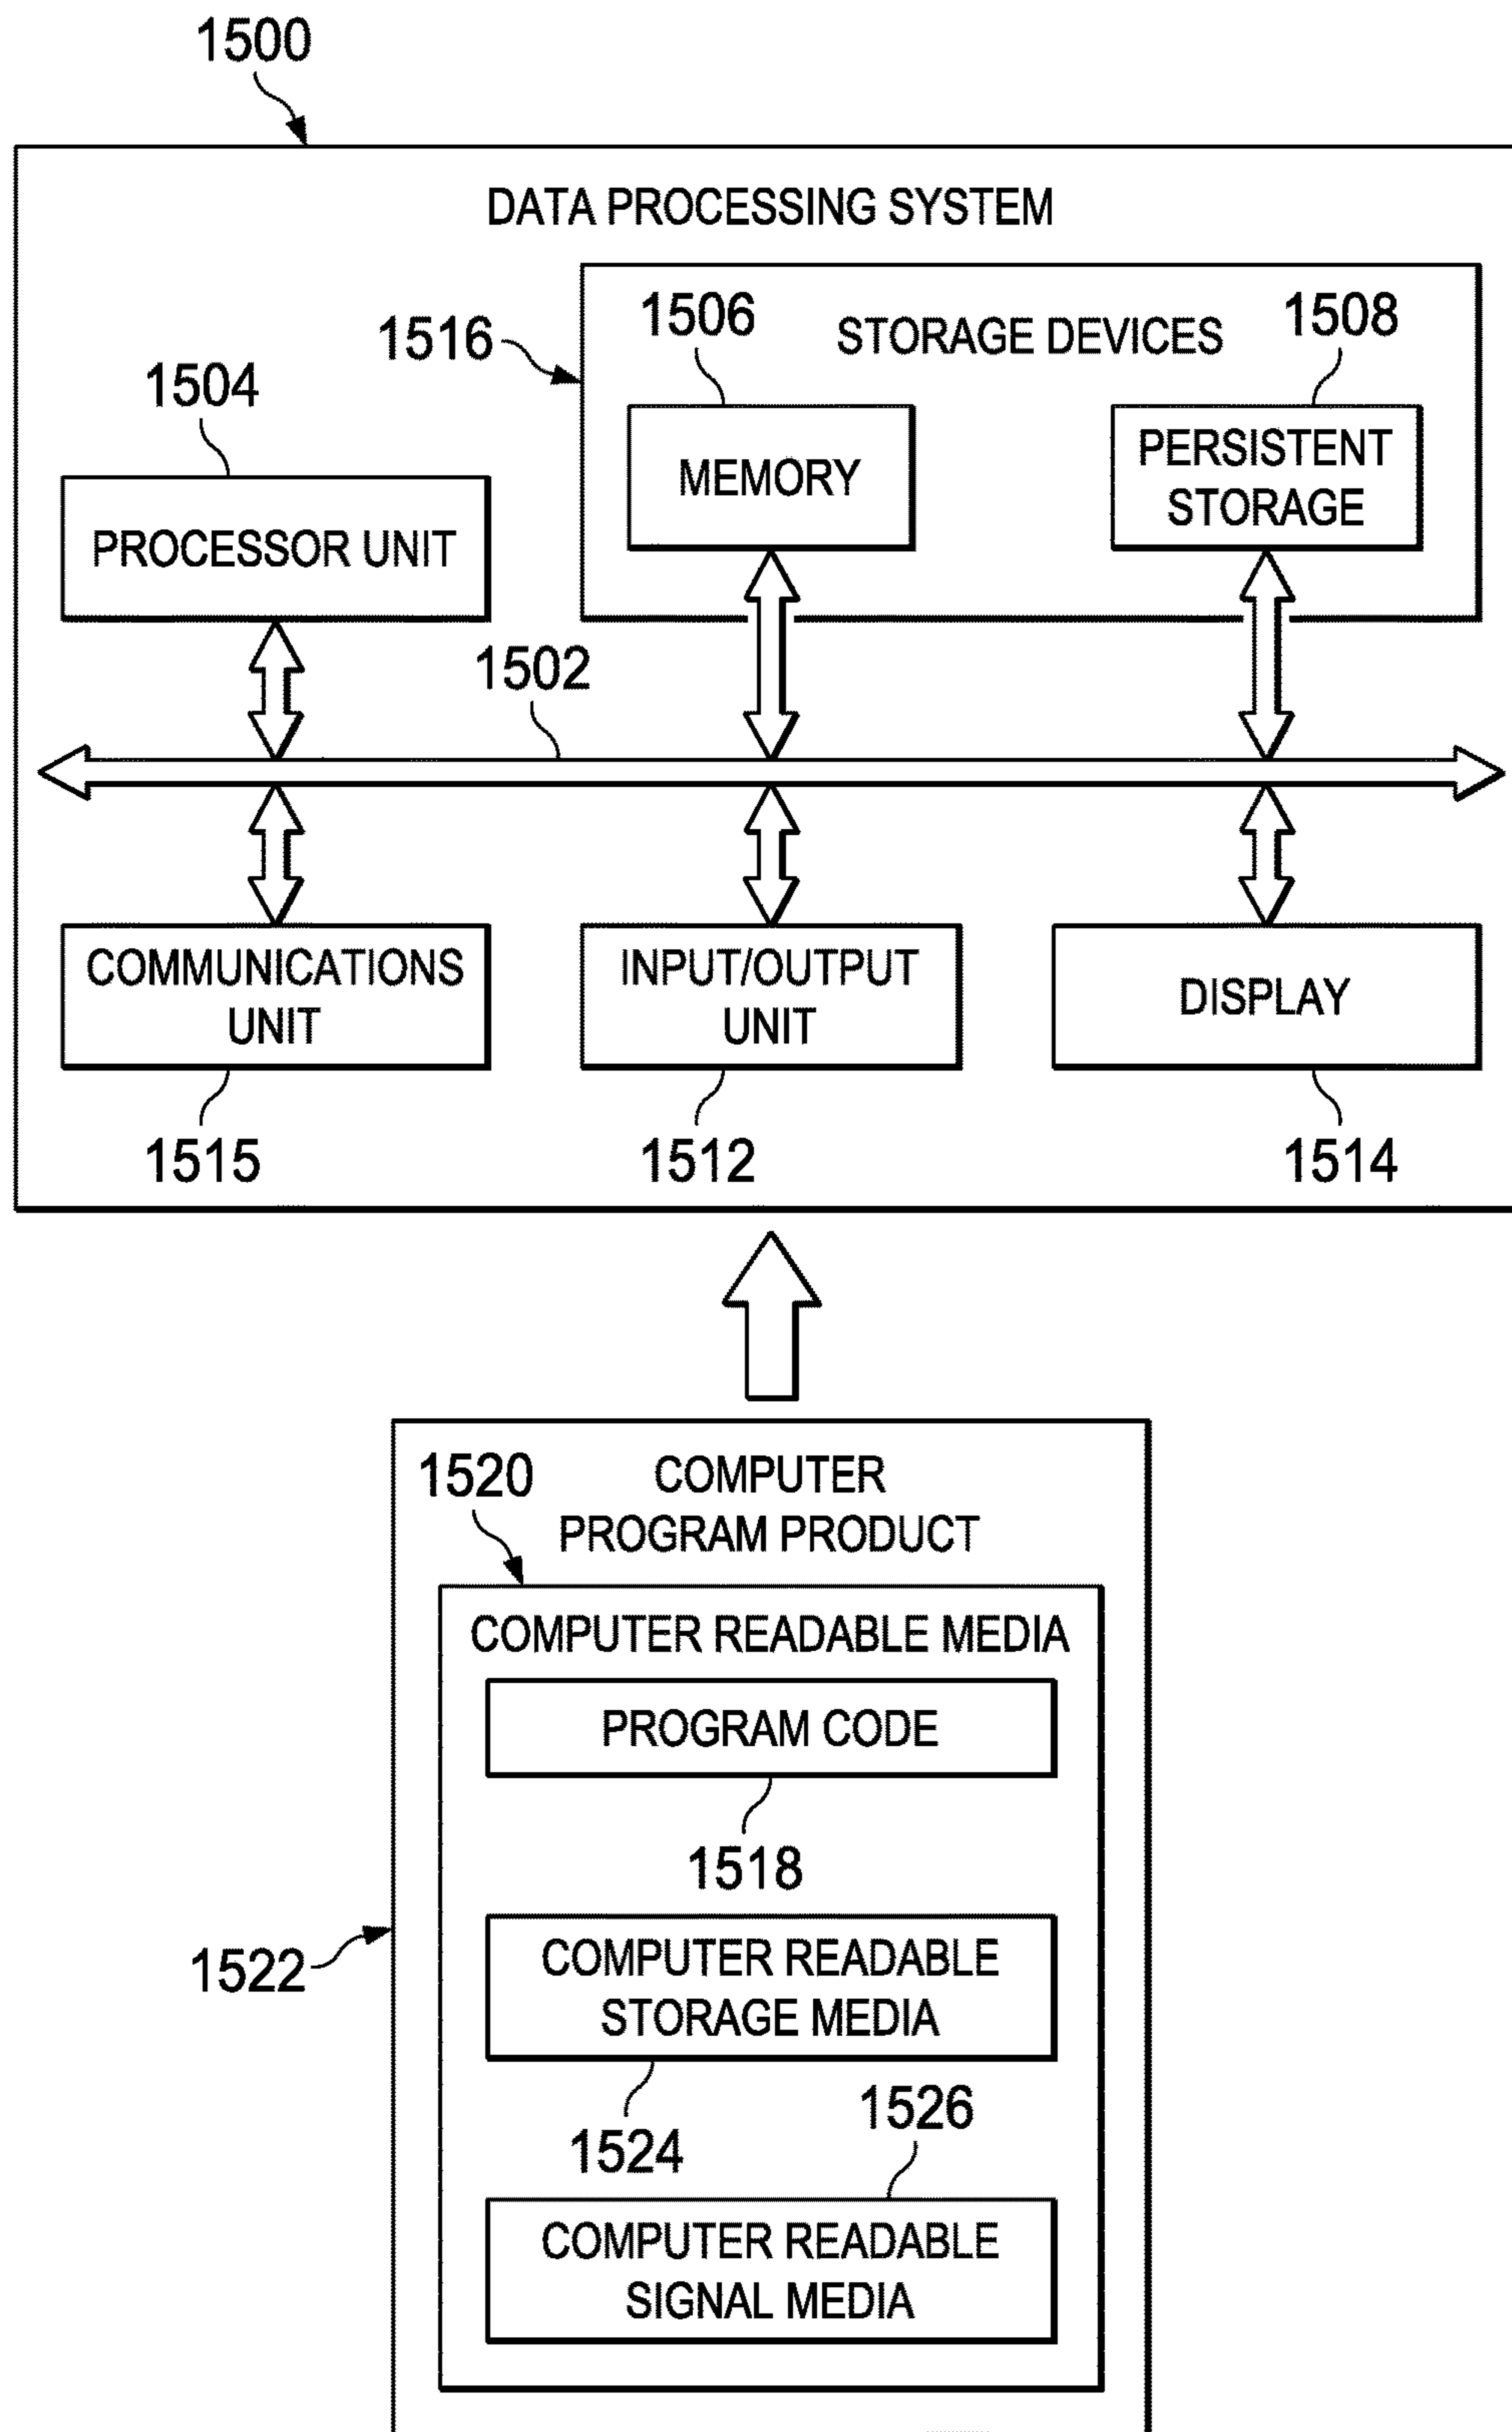 1500
DATA PROCESSING SYSTEM
1516
1506
STORAGE DEVICES
1508
1504
MEMORY
PERSISTENT
STORAGE
PROCESSOR UNIT
1502
COMMUNICATIONS
UNIT
INPUT/OUTPUT
UNIT
DISPLAY
1515
1512
1514
1520
COMPUTER
PROGRAM PRODUCT
COMPUTER READABLE MEDIA
PROGRAM CODE
1518
1522
COMPUTER READABLE
STORAGE MEDIA
1524
1526
COMPUTER READABLE
SIGNAL MEDIA